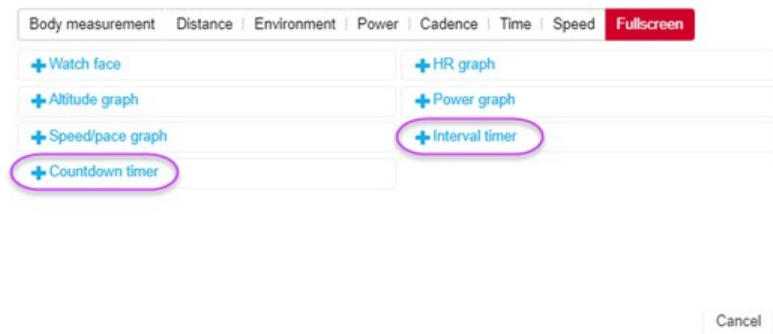 Body measurement Distance Environment Power Cadence Time Speed Fullscreen
Watch face HR graph
Altitude graph Power graph
Speed/pace graph Interval timer
Countdown timer
Cancel